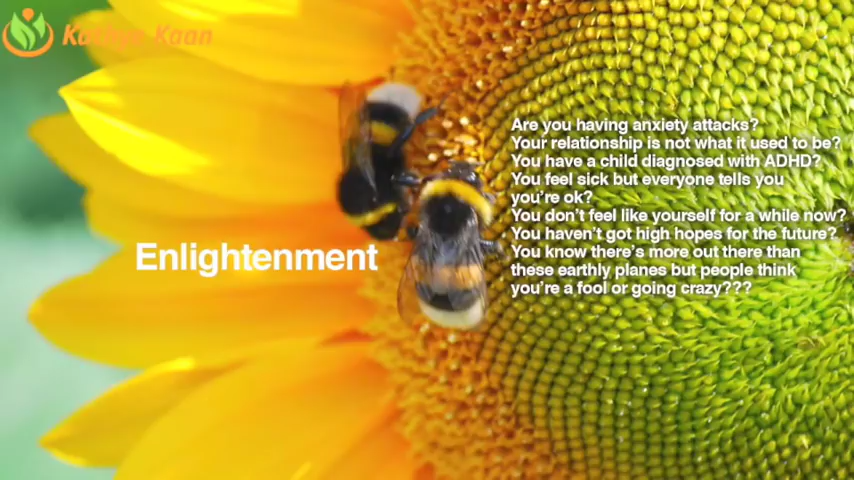 Kathye Kaan
Enlightenment
Are you having anxiety attacks?
Your relationship is not what it used to be?
You have a child diagnosed with ADHD?
You feel sick but everyone tells you
you're ok?
You don't feel like yourself for a while now?
You haven't got high hopes for the future?
You know there's more out there than
these earthly planes but people think
you're a fool or going crazy???